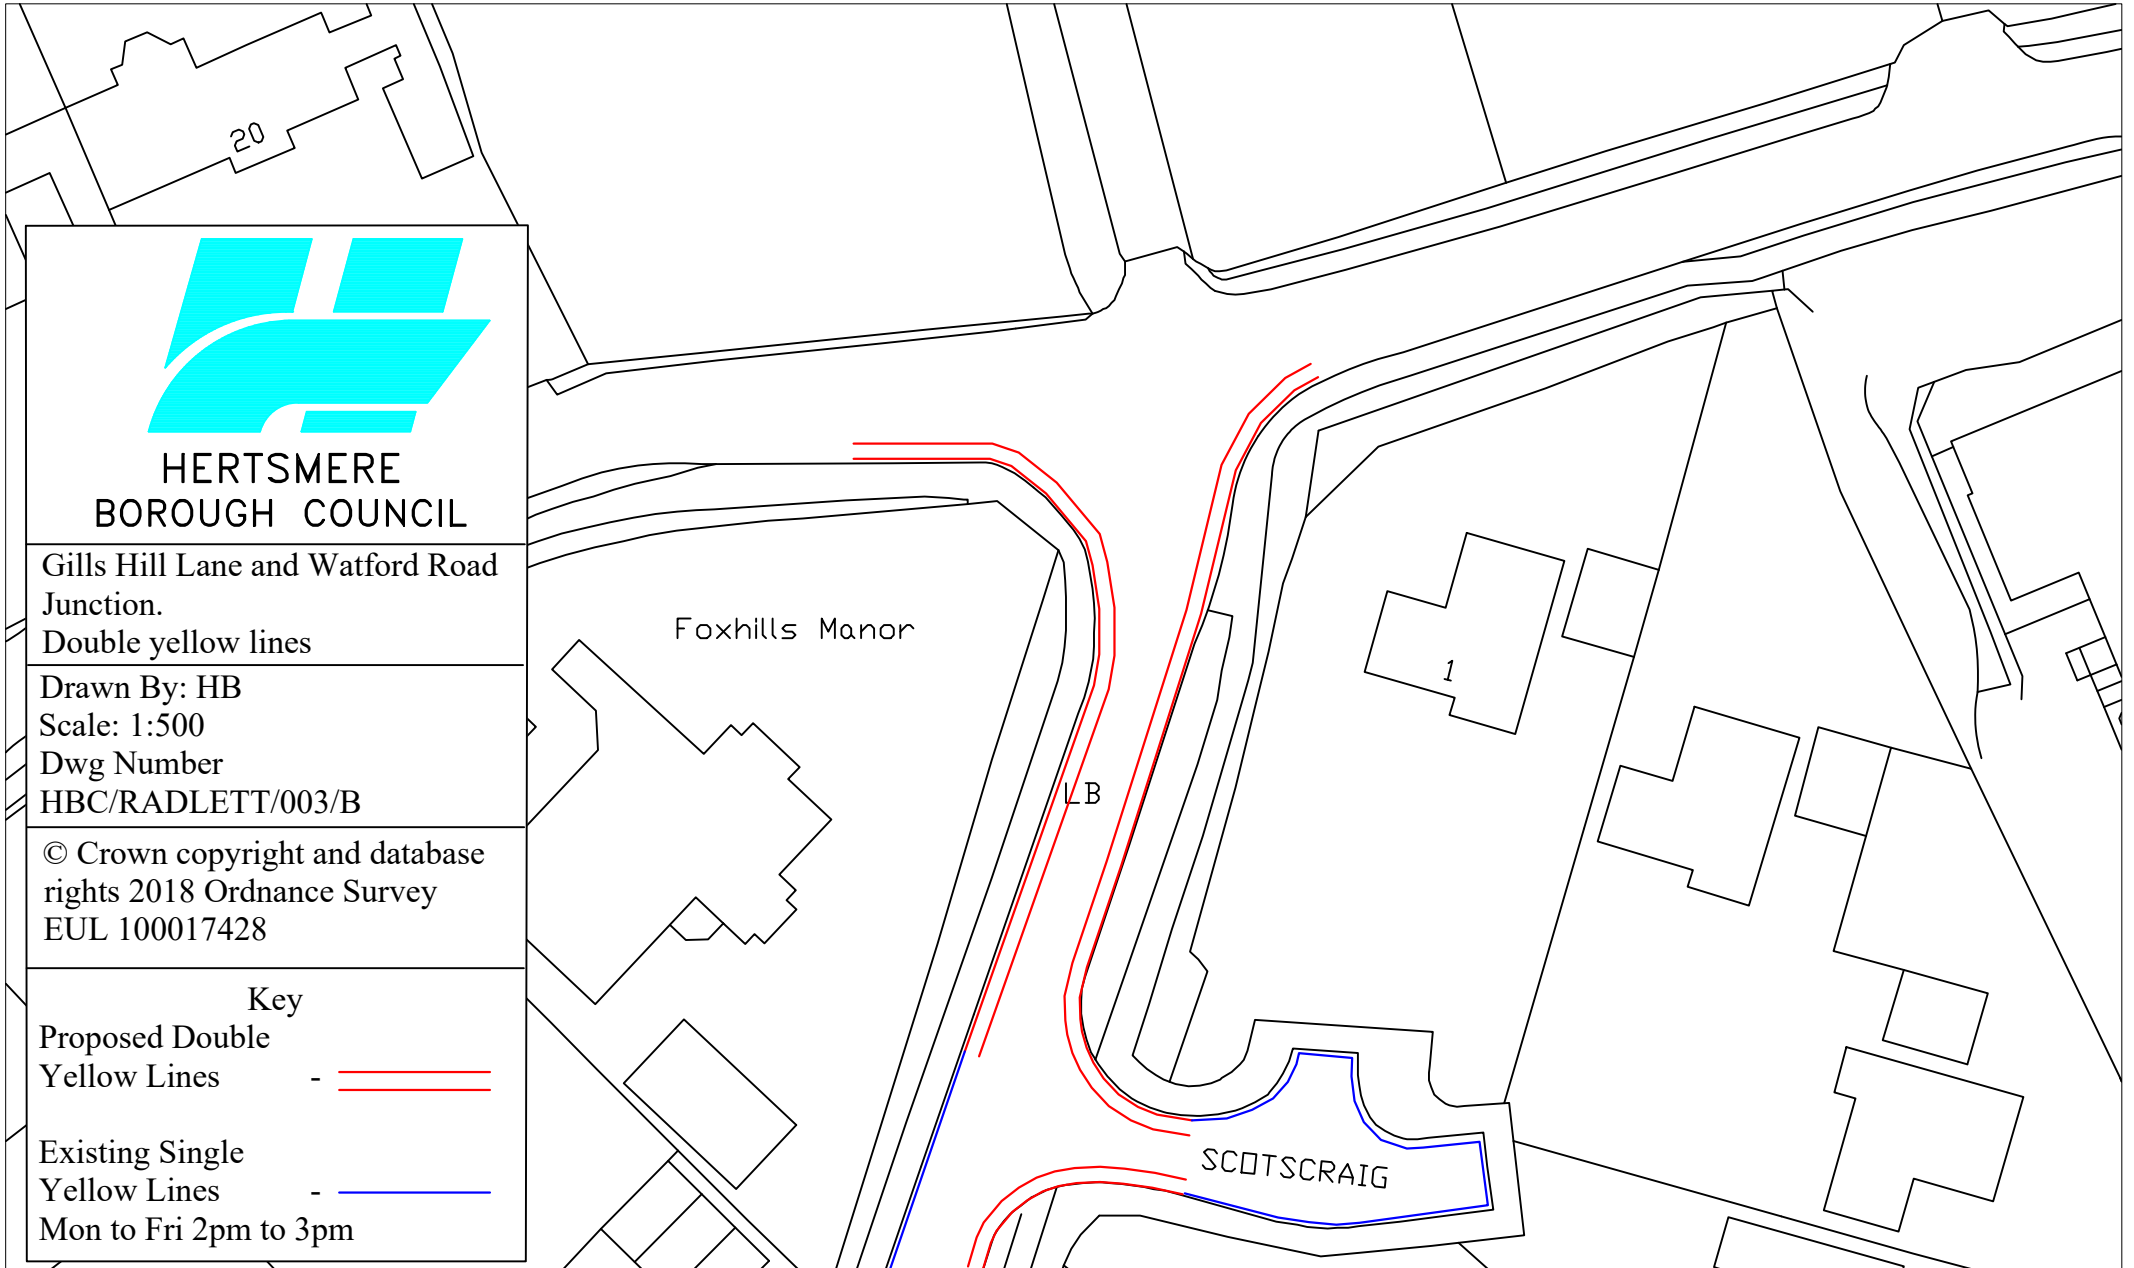 20
HERTSMERE
BOROUGH COUNCIL
Gills Hill Lane and Watford Road
Junction.
Double yellow lines
Drawn By: HB
Scale: 1:500
Dwg Number
HBC/RADLETT/003/B
© Crown copyright and database
rights 2018 Ordnance Survey
EUL 100017428
Key
Proposed Double
Yellow Lines -
Existing Single
Yellow Lines -
Mon to Fri 2pm to 3pm
Foxhills Manor
1
LB
SCOTSCRAIG